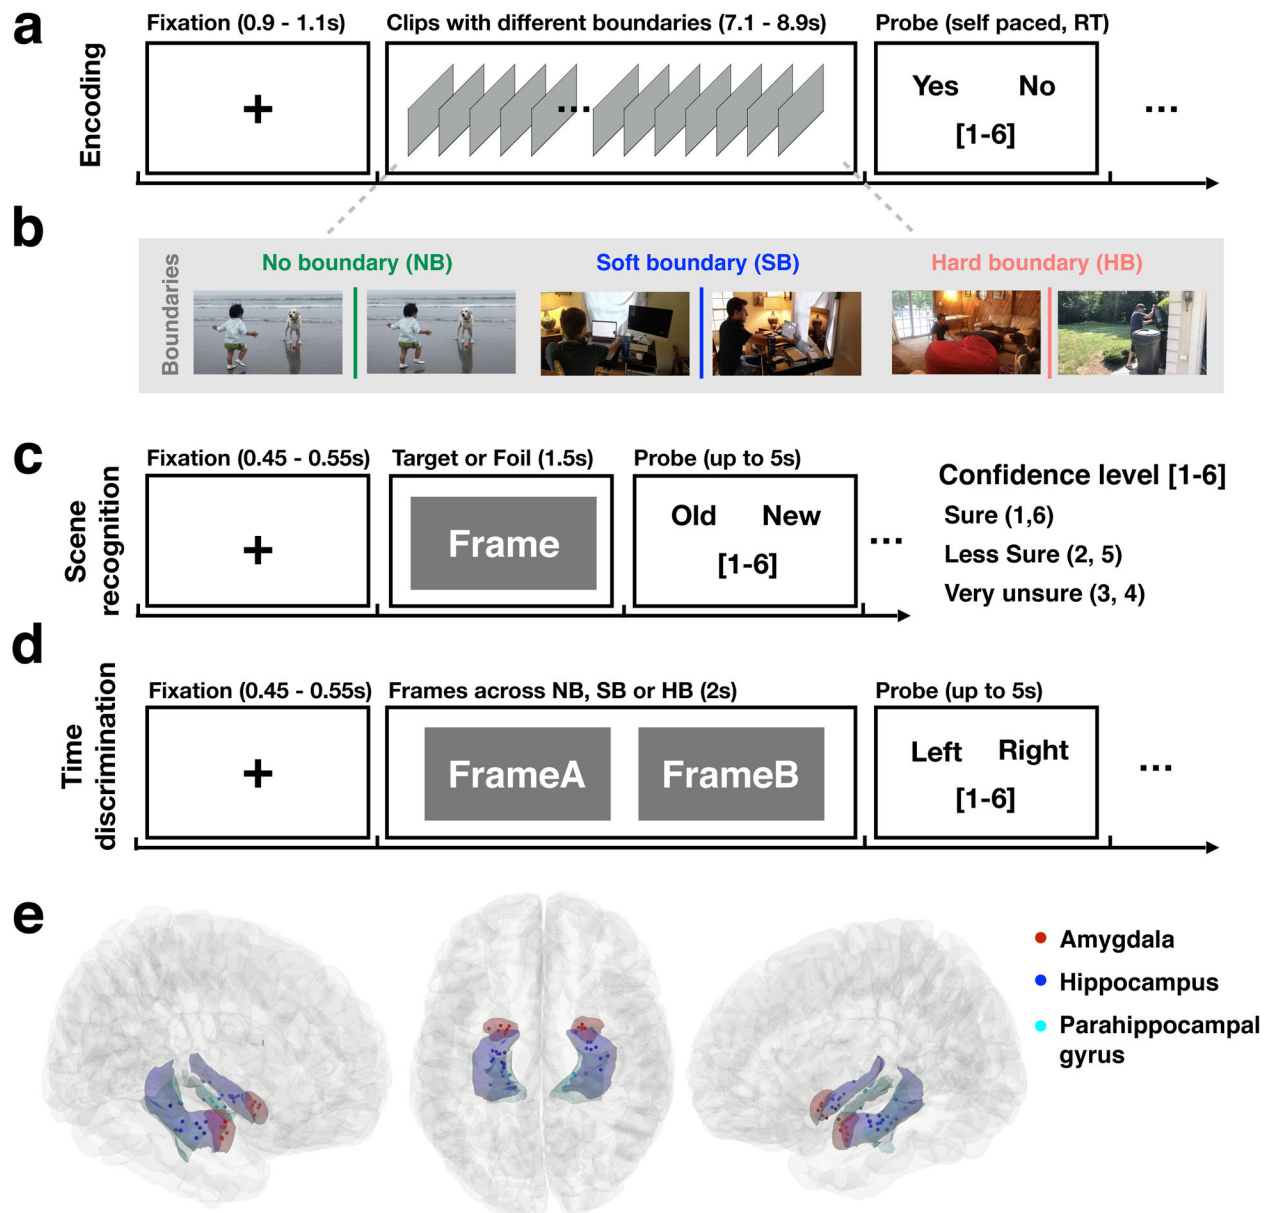 a
Encoding
Fixation (0.9 - 1.1s)
Clips with different boundaries (7.1 - 8.9s)
Probe (self paced, RT)
+
...
Yes No
[1-6]
...
b
Boundaries
No boundary (NB)
Soft boundary (SB)
Hard boundary (HB)
c
Scene
recognition
Fixation (0.45 - 0.55s)
Target or Foil (1.5s)
Probe (up to 5s)
+
Frame
Old New
[1-6]
...
Confidence level [1-6]
Sure (1,6)
Less Sure (2, 5)
Very unsure (3, 4)
d
Time
discrimination
Fixation (0.45 - 0.55s)
Frames across NB, SB or HB (2s)
Probe (up to 5s)
+
FrameA
FrameB
Left Right
[1-6]
...
e
Amygdala
Hippocampus
Parahippocampal
gyrus